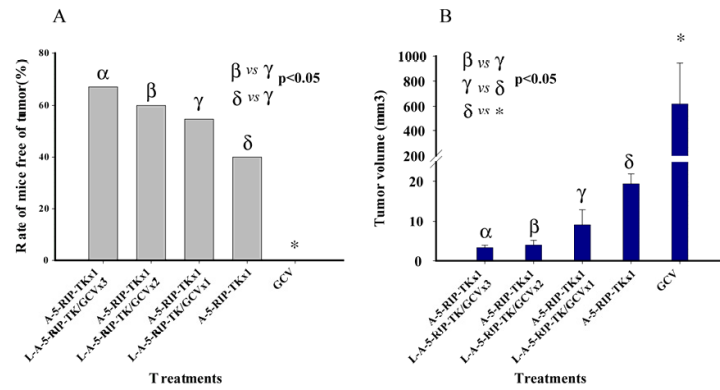 A
Rate of mice free of tumor(%)
80
60
40
20
0
α
β
γ
δ
*
β vs γ
δ vs γ
p<0.05
A-5-RIP-TKx1
L-A-5-RIP-TK/GCVx3
A-5-RIP-TKx1
L-A-5-RIP-TK/GCVx2
A-5-RIP-TKx1
L-A-5-RIP-TK/GCVx1
A-5-RIP-TKx1
GCV
Treatments
B
Tumor volume (mm3)
1000
800
600
400
200
20
10
0
β vs γ
γ vs δ
δ vs *
p<0.05
α
β
γ
δ
*
A-5-RIP-TKx1
L-A-5-RIP-TK/GCVx3
A-5-RIP-TKx1
L-A-5-RIP-TK/GCVx2
A-5-RIP-TKx1
L-A-5-RIP-TK/GCVx1
A-5-RIP-TKx1
GCV
Treatments